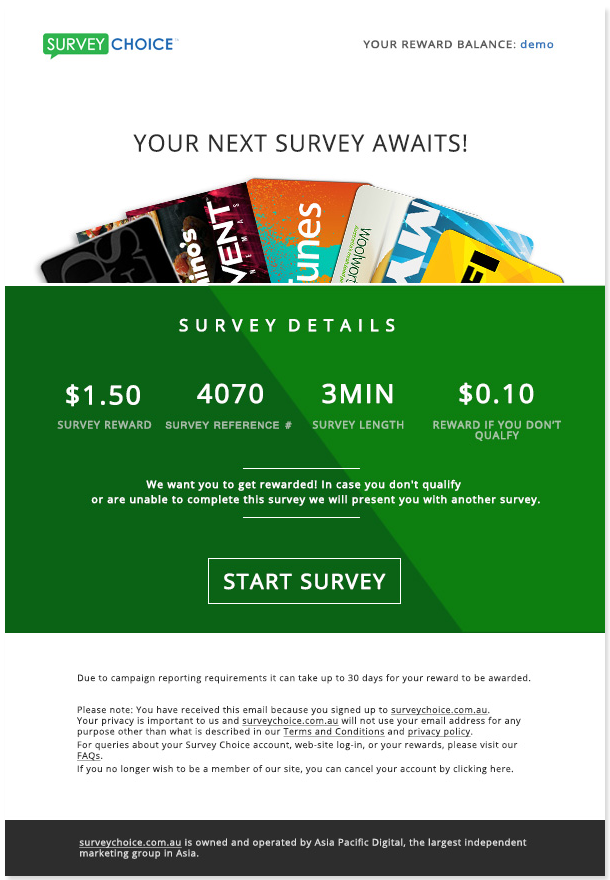 SURVEY CHOICE™
YOUR REWARD BALANCE: demo
YOUR NEXT SURVEY AWAITS!
ino's
VENT
NEMAS
unes
Woolwort
MY
SURVEY DETAILS
$1.50
4070
3MIN
$0.10
SURVEY REWARD
SURVEY REFERENCE #
SURVEY LENGTH
REWARD IF YOU DON'T
QUALFY
We want you to get rewarded! In case you don't qualify
or are unable to complete this survey we will present you with another survey.
START SURVEY
Due to campaign reporting requirements it can take up to 30 days for your reward to be awarded.
Please note: You have received this email because you signed up to surveychoice.com.au.
Your privacy is important to us and surveychoice.com.au will not use your email address for any
purpose other than what is described in our Terms and Conditions and privacy policy.
For queries about your Survey Choice account, web-site log-in, or your rewards, please visit our
FAQs.
If you no longer wish to be a member of our site, you can cancel your account by clicking here.
surveychoice.com.au is owned and operated by Asia Pacific Digital, the largest independent
marketing group in Asia.